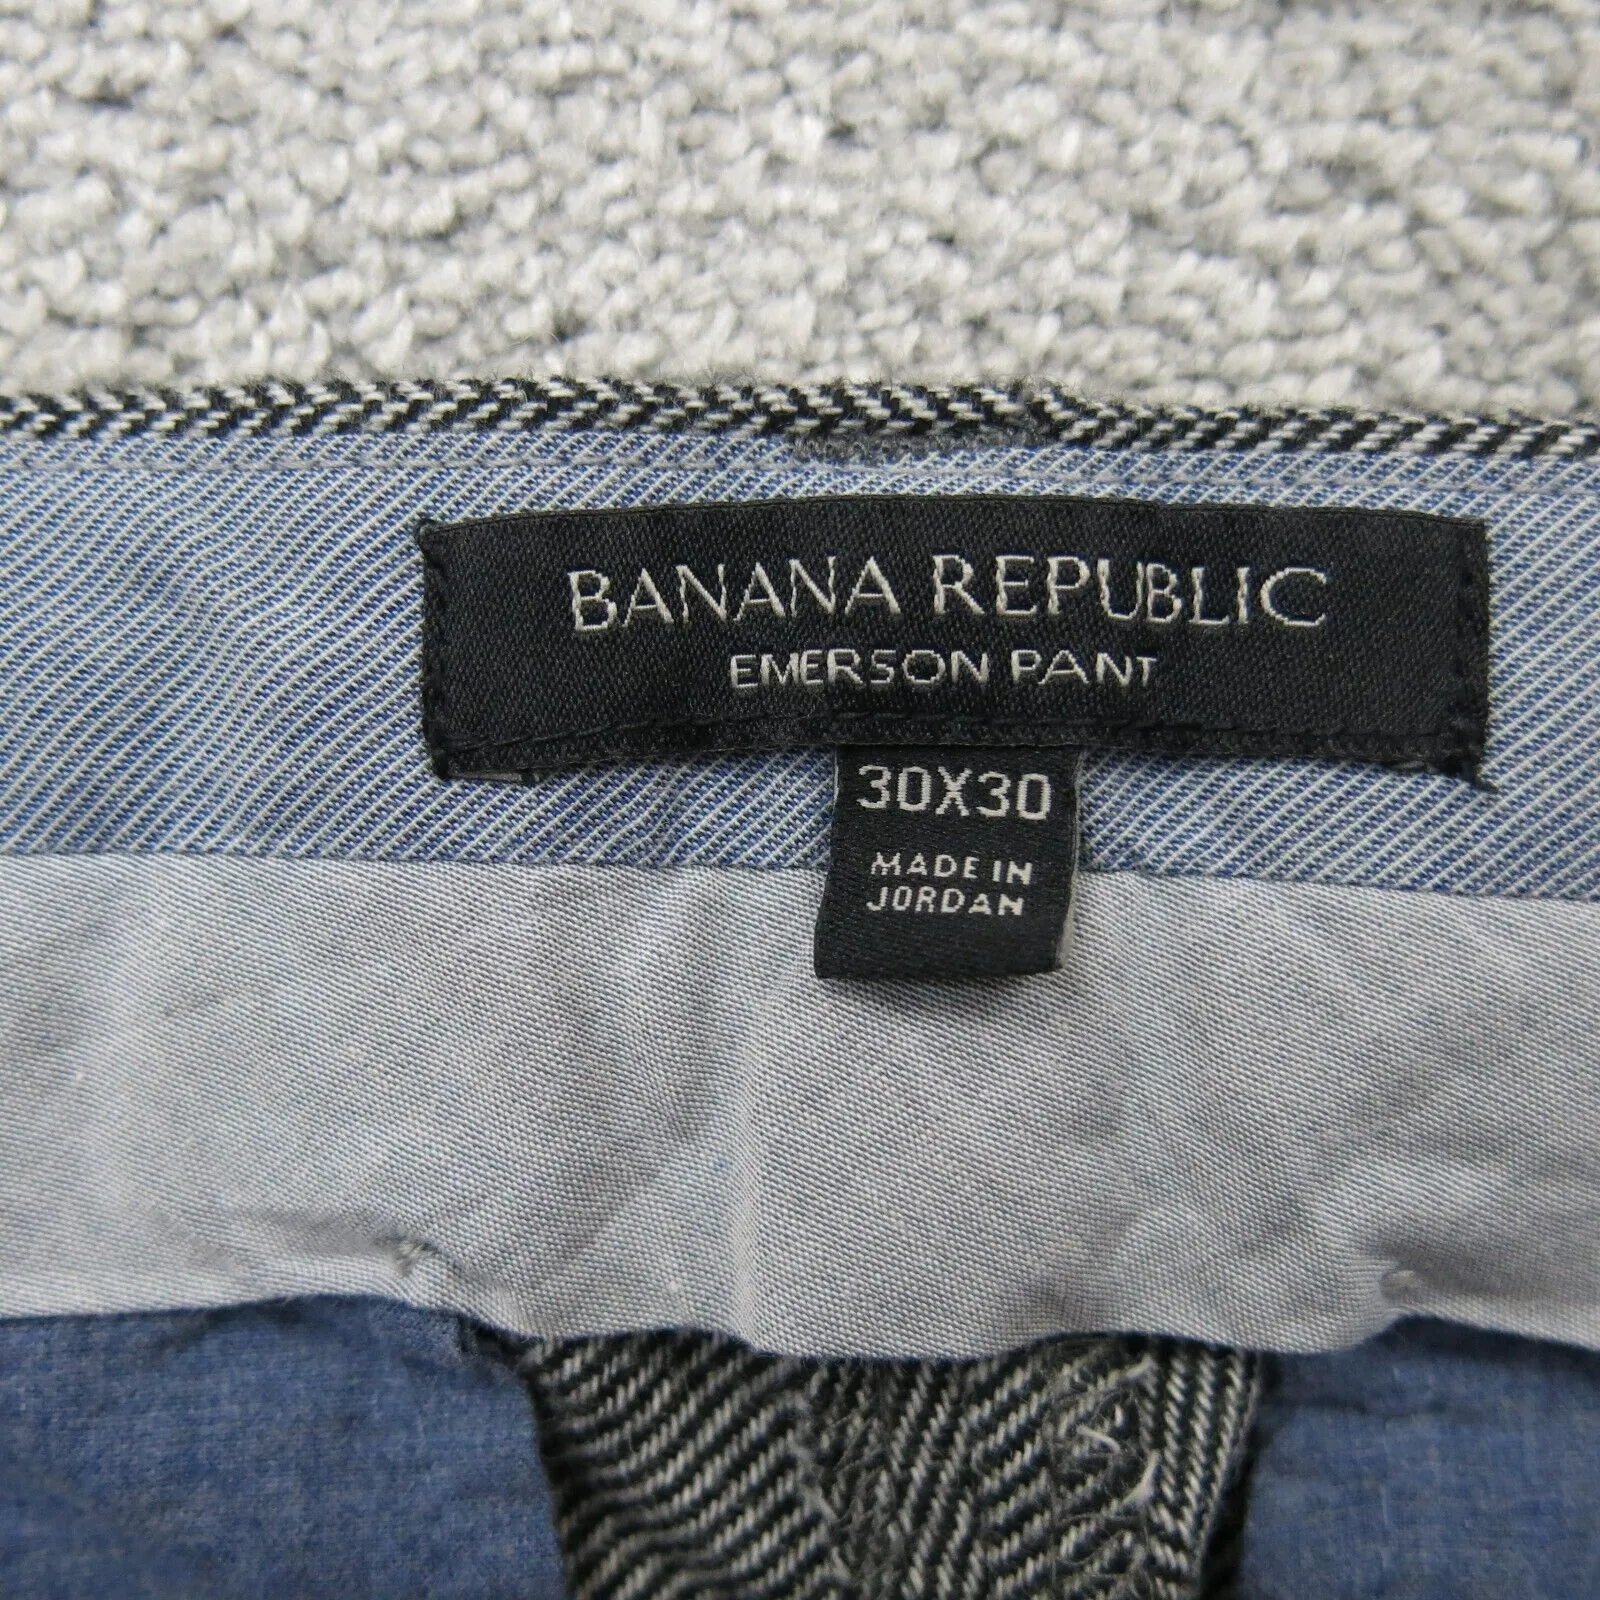 BANANA REPUBLIC
EMERSON PANT
30X30
MADE IN
JORDAN